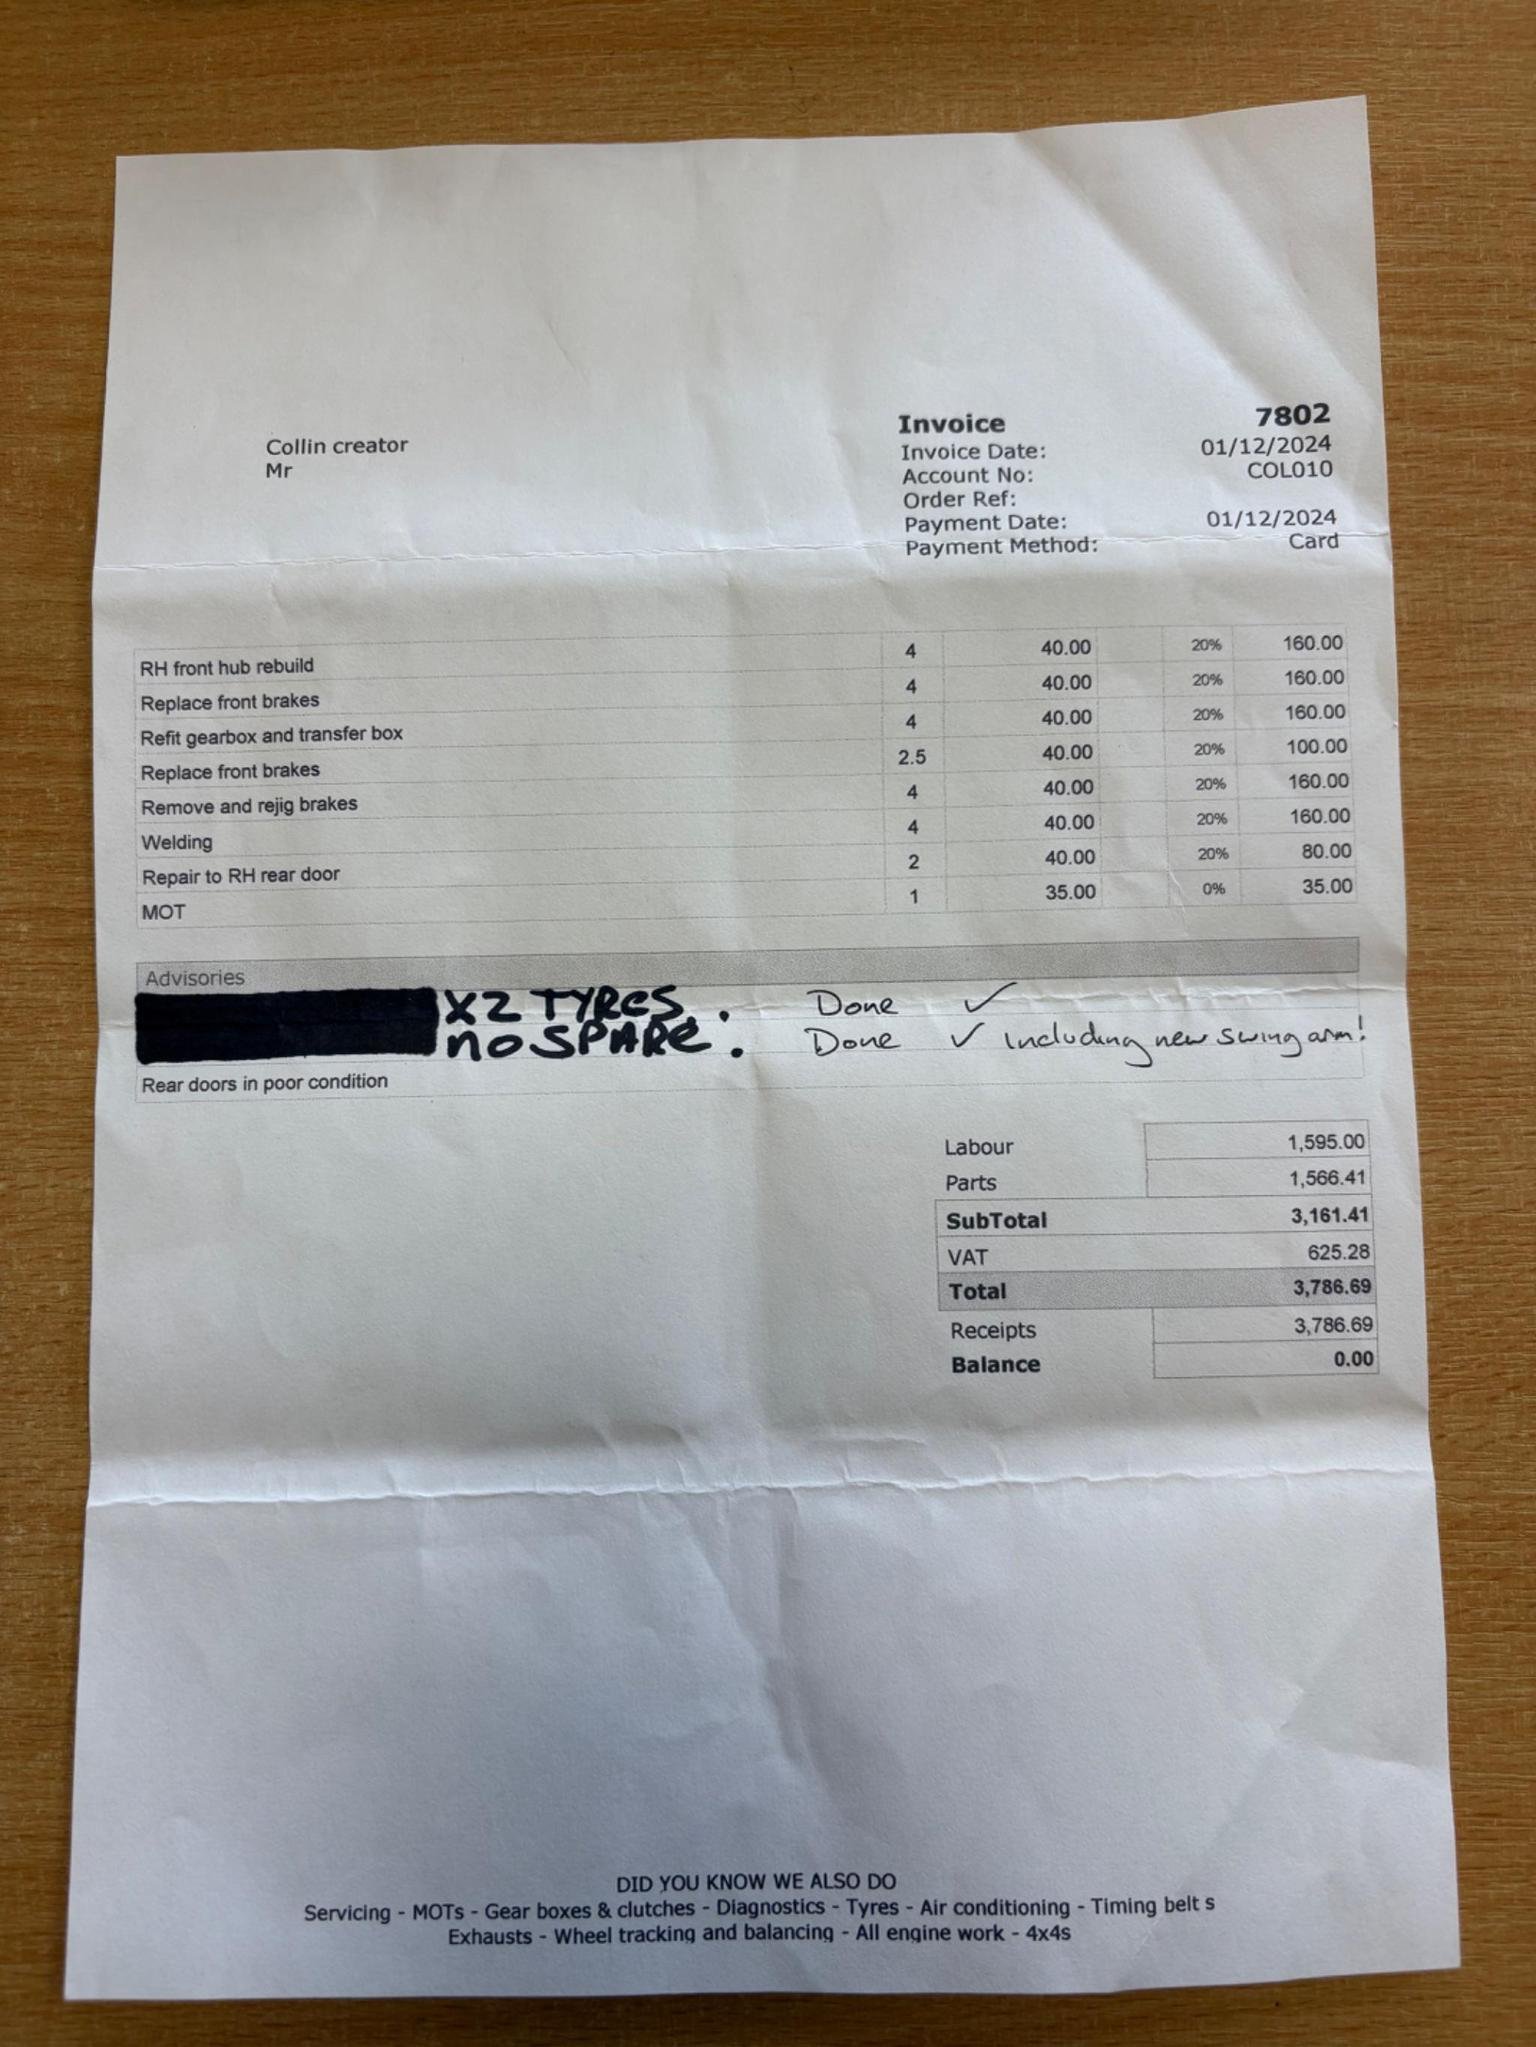 Collin creator
Mr
Invoice 7802
Invoice Date: 01/12/2024
Account No: COL010
Order Ref:
Payment Date: 01/12/2024
Payment Method: Card
RH front hub rebuild 4 40.00 20% 160.00
Replace front brakes 4 40.00 20% 160.00
Refit gearbox and transfer box 4 40.00 20% 160.00
Replace front brakes 2.5 40.00 20% 100.00
Remove and rejig brakes 4 40.00 20% 160.00
Welding 4 40.00 20% 160.00
Repair to RH rear door 2 40.00 20% 80.00
MOT 1 35.00 0% 35.00
Advisories
X2 TYRES. Done ✓
NO SPARE. Done ✓ Including new swing arm!
Rear doors in poor condition
Labour 1,595.00
Parts 1,566.41
SubTotal 3,161.41
VAT 625.28
Total 3,786.69
Receipts 3,786.69
Balance 0.00
DID YOU KNOW WE ALSO DO
Servicing - MOTs - Gear boxes & clutches - Diagnostics - Tyres - Air conditioning - Timing belt s
Exhausts - Wheel tracking and balancing - All engine work - 4x4s